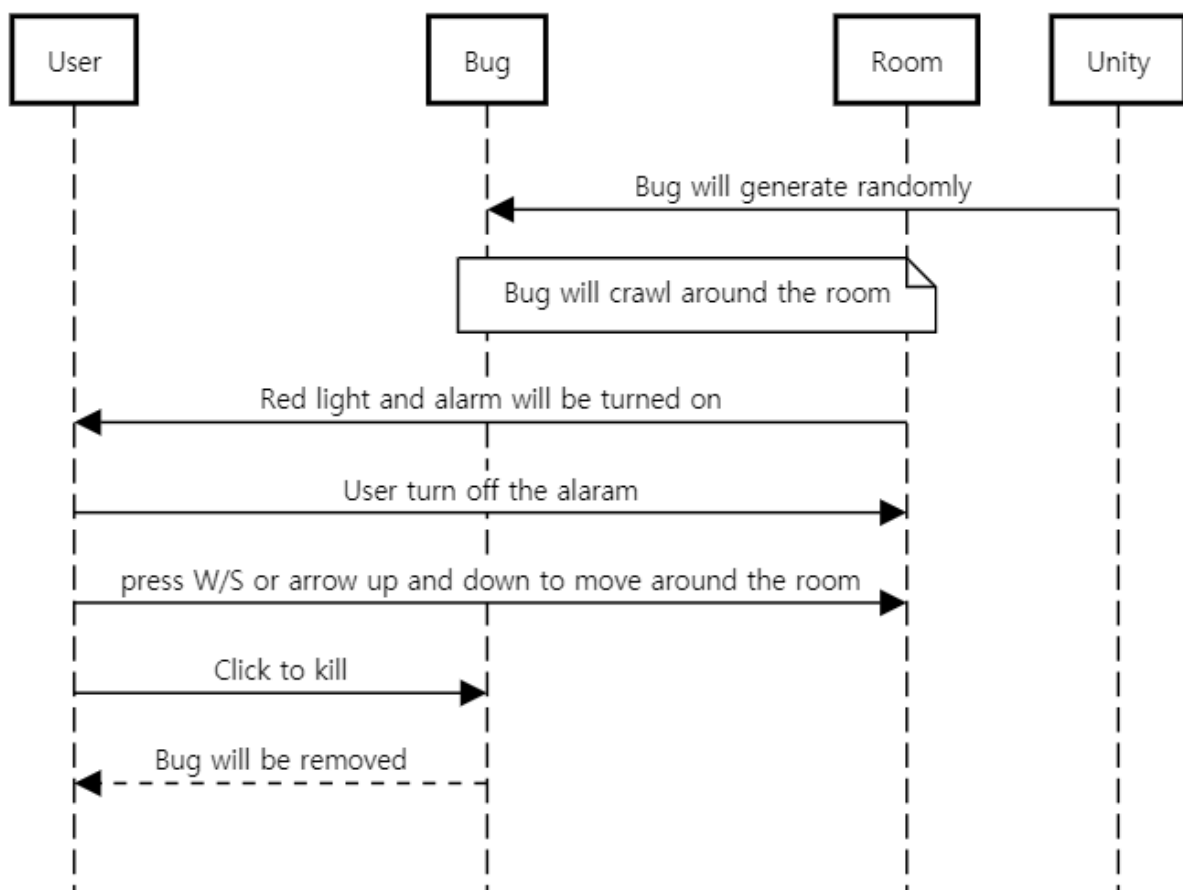 User
Bug
Room
Unity
Bug will generate randomly
Bug will crawl around the room
Red light and alarm will be turned on
User turn off the alaram
press W/S or arrow up and down to move around the room
Click to kill
Bug will be removed